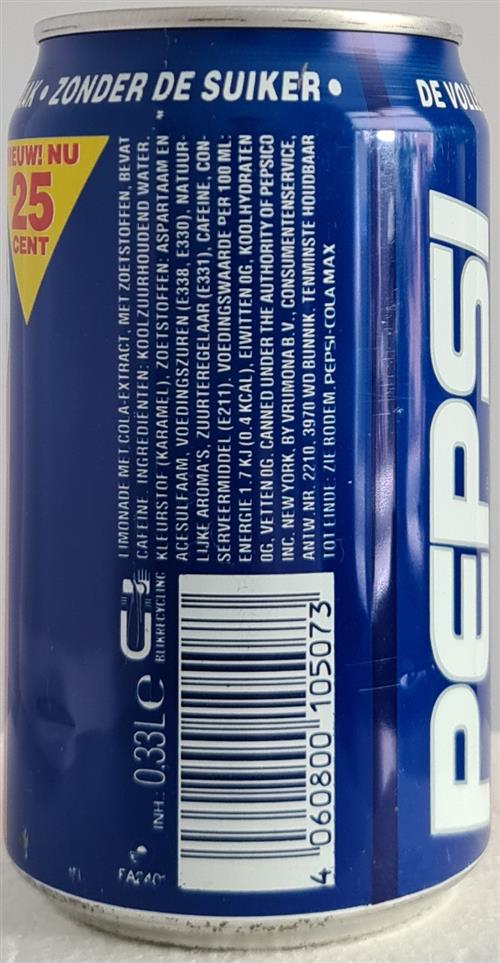 • ZONDER DE SUIKER •
DE
NIEUW! NU
25
CENT
LIMONADE MET COLA-EXTRACT, MET ZOETSTOFFEN, BEVAT
CAFEÏNE. INGREDIËNTEN: KOOLZUURHOUDEND WATER,
KLEURSTOF (KARAMEL), ZOETSTOFFEN: ASPARTAAM EN
ACESULFAAM, VOEDINGSZUREN (E338, E330), NATUUR-
LIJKE AROMA'S, ZUURTEREGELAAR (E331), CAFEÏNE, CON-
SERVEERMIDDEL (E211). VOEDINGSWAARDE PER 100 ML:
ENERGIE 1.7 KJ (0.4 KCAL), EIWITTEN 0G, KOOLHYDRATEN
0G, VETTEN 0G. CANNED UNDER THE AUTHORITY OF PEPSICO
INC. NEW YORK. BY VRUMONA B.V., CONSUMENTENSERVICE,
ANTW. NR. 2210, 3970 WD BUNNIK. TENMINSTE HOUDBAAR
TOT EINDE: ZIE BODEM. PEPSI-COLA MAX
BLIKRECYCLING
INH.: 0,33L e
4 060800 105073
PEPSI